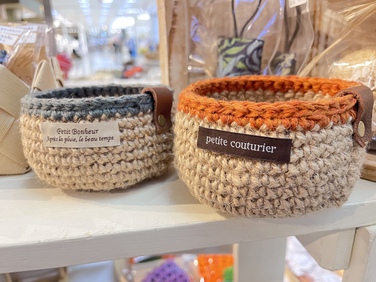 Petit Bonheur
Après la pluie, le beau temps
petite couturier